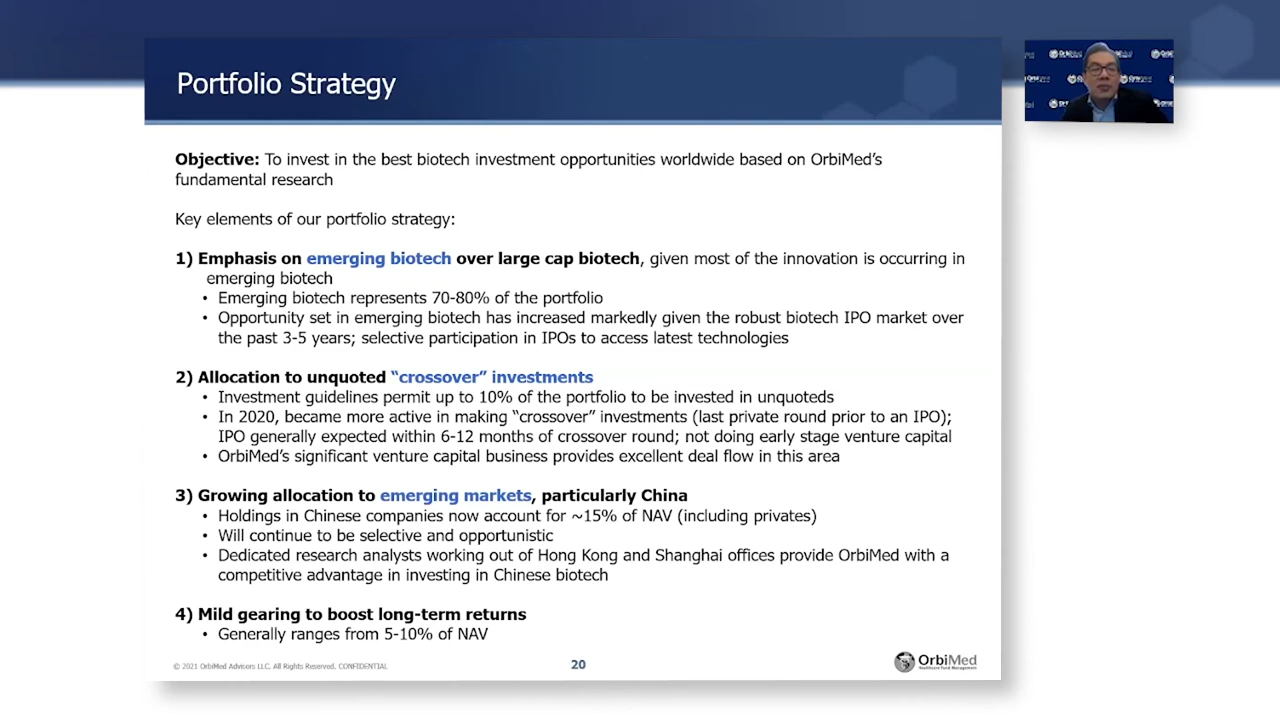 Portfolio Strategy
Objective: To invest in the best biotech investment opportunities worldwide based on OrbiMed's
fundamental research
Key elements of our portfolio strategy:
1) Emphasis on emerging biotech over large cap biotech, given most of the innovation is occurring in
emerging biotech
• Emerging biotech represents 70-80% of the portfolio
• Opportunity set in emerging biotech has increased markedly given the robust biotech IPO market over
the past 3-5 years; selective participation in IPOs to access latest technologies
2) Allocation to unquoted “crossover” investments
• Investment guidelines permit up to 10% of the portfolio to be invested in unquoteds
• In 2020, became more active in making “crossover” investments (last private round prior to an IPO);
IPO generally expected within 6-12 months of crossover round; not doing early stage venture capital
• OrbiMed's significant venture capital business provides excellent deal flow in this area
3) Growing allocation to emerging markets, particularly China
• Holdings in Chinese companies now account for ~15% of NAV (including privates)
• Will continue to be selective and opportunistic
• Dedicated research analysts working out of Hong Kong and Shanghai offices provide OrbiMed with a
competitive advantage in investing in Chinese biotech
4) Mild gearing to boost long-term returns
• Generally ranges from 5-10% of NAV
© 2021 OrbiMed Advisors LLC. All Rights Reserved. CONFIDENTIAL
20
OrbiMed
Healthcare Fund Management